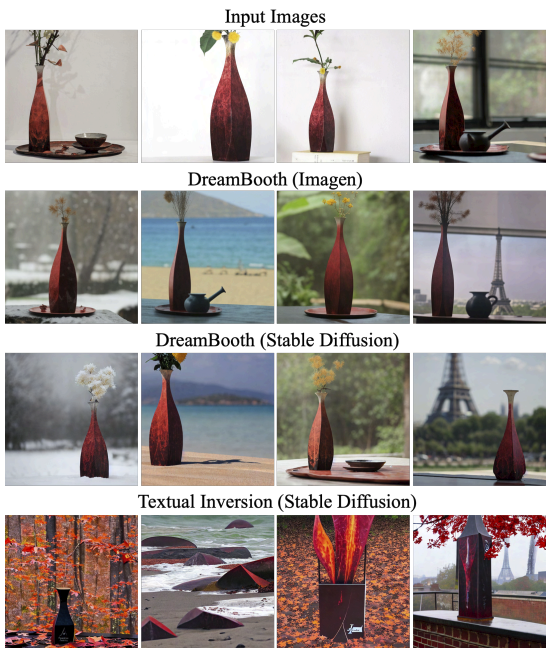 Input Images
DreamBooth (Imagen)
DreamBooth (Stable Diffusion)
Textual Inversion (Stable Diffusion)